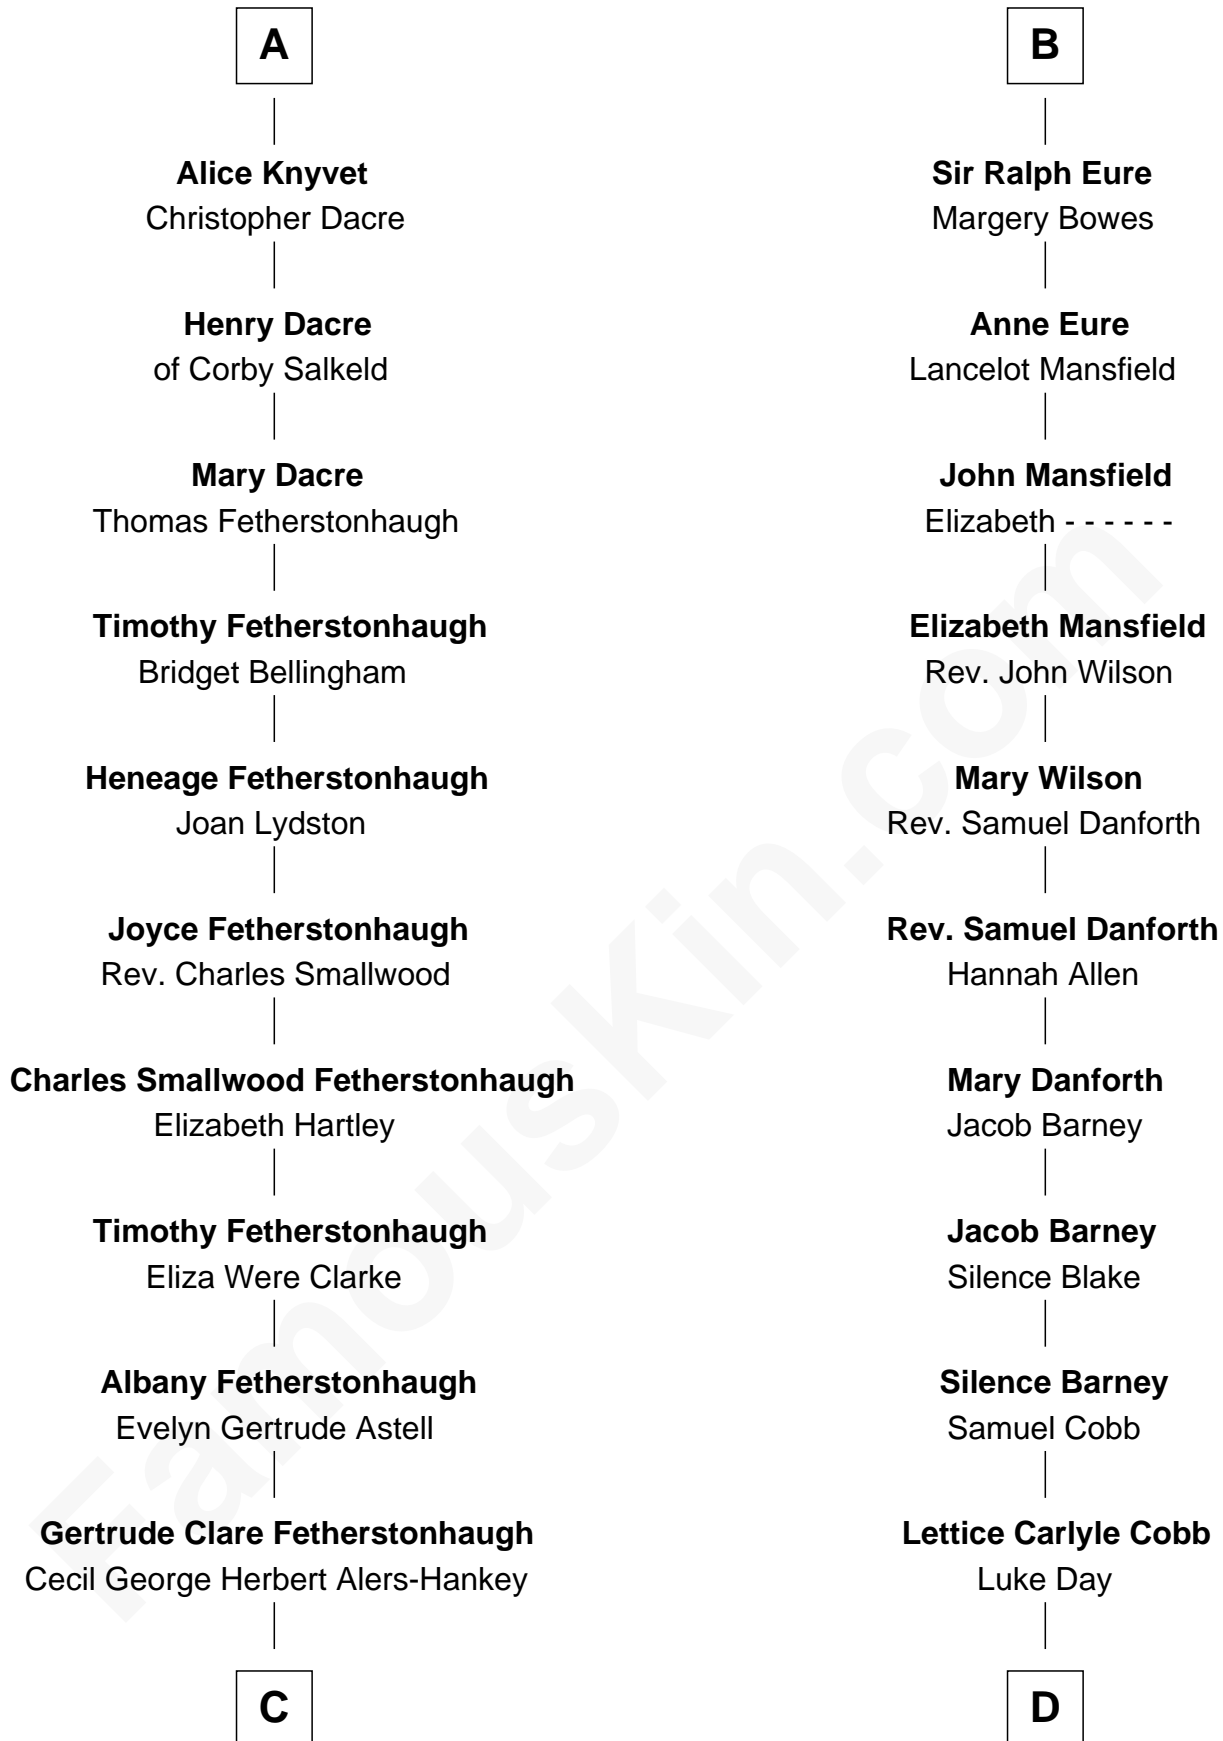 A
Alice Knyvet
Christopher Dacre
Henry Dacre
of Corby Salkeld
Mary Dacre
Thomas Fetherstonhaugh
Timothy Fetherstonhaugh
Bridget Bellingham
Heneage Fetherstonhaugh
Joan Lydston
Joyce Fetherstonhaugh
Rev. Charles Smallwood
Charles Smallwood Fetherstonhaugh
Elizabeth Hartley
Timothy Fetherstonhaugh
Eliza Were Clarke
Albany Fetherstonhaugh
Evelyn Gertrude Astell
Gertrude Clare Fetherstonhaugh
Cecil George Herbert Alers-Hankey
C
B
Sir Ralph Eure
Margery Bowes
Anne Eure
Lancelot Mansfield
John Mansfield
Elizabeth - - - - - -
Elizabeth Mansfield
Rev. John Wilson
Mary Wilson
Rev. Samuel Danforth
Rev. Samuel Danforth
Hannah Allen
Mary Danforth
Jacob Barney
Jacob Barney
Silence Blake
Silence Barney
Samuel Cobb
Lettice Carlyle Cobb
Luke Day
D
FamousKin.com